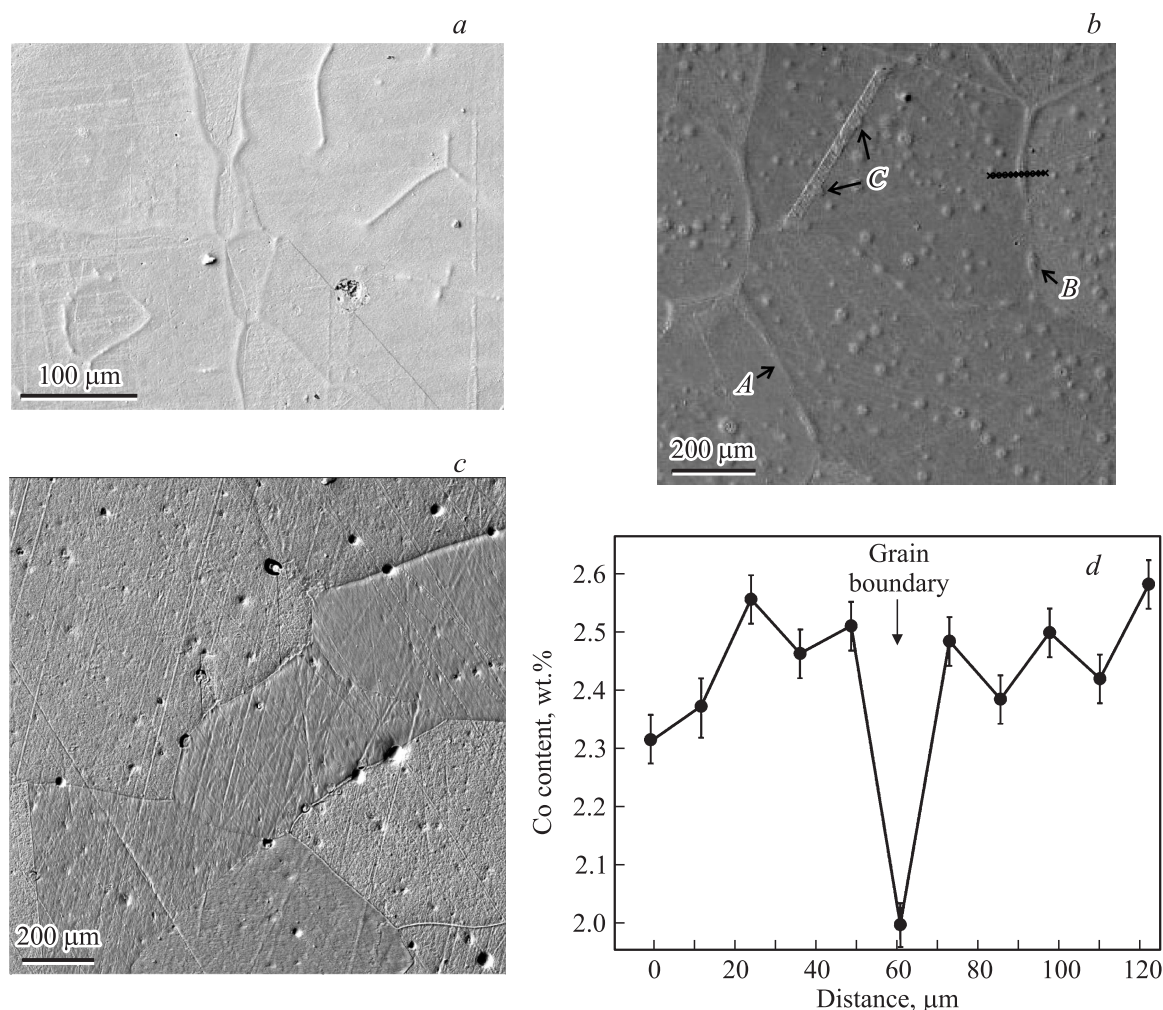 a
100 μm
b
C
B
A
200 μm
c
200 μm
d
Grain
boundary
Co content, wt.%
2.6
2.5
2.4
2.3
2.2
2.1
2.0
0 20 40 60 80 100 120
Distance, μm